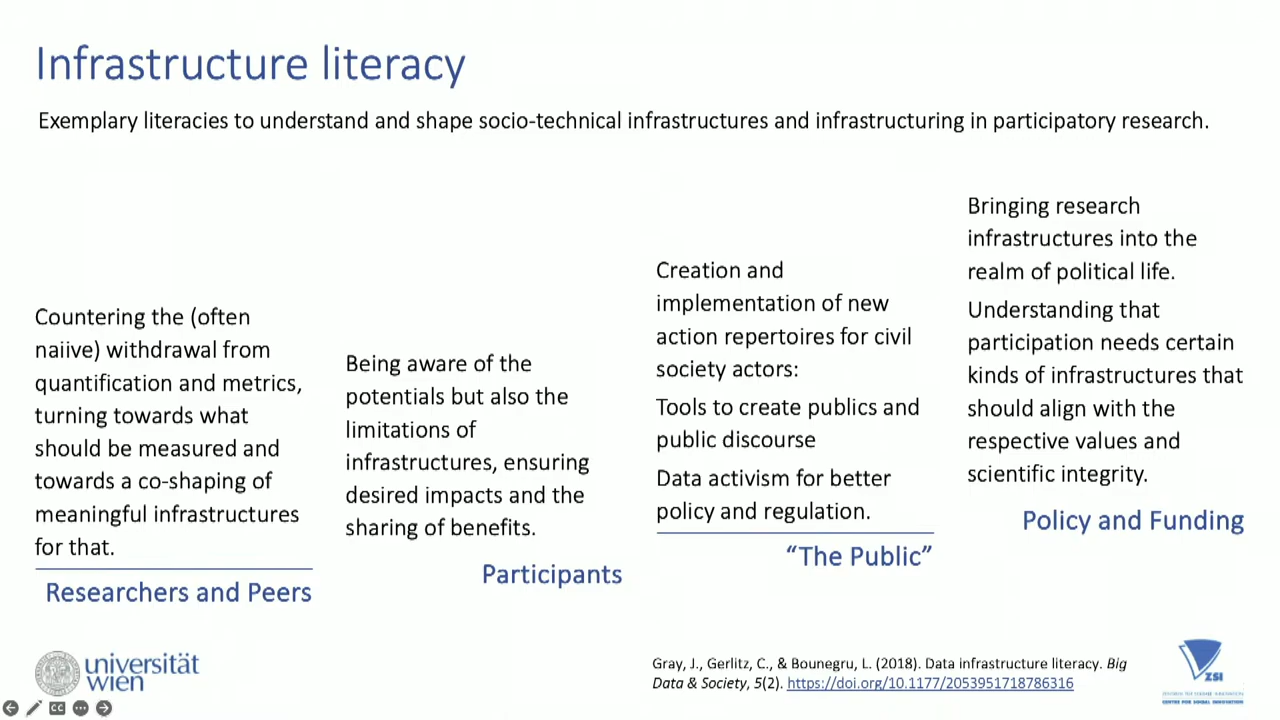 Infrastructure literacy
Exemplary literacies to understand and shape socio-technical infrastructures and infrastructuring in participatory research.
Countering the (often
naiive) withdrawal from
quantification and metrics,
turning towards what
should be measured and
towards a co-shaping of
meaningful infrastructures
for that.
Researchers and Peers
Being aware of the
potentials but also the
limitations of
infrastructures, ensuring
desired impacts and the
sharing of benefits.
Participants
Creation and
implementation of new
action repertoires for civil
society actors:
Tools to create publics and
public discourse
Data activism for better
policy and regulation.
“The Public”
Bringing research
infrastructures into the
realm of political life.
Understanding that
participation needs certain
kinds of infrastructures that
should align with the
respective values and
scientific integrity.
Policy and Funding
universität
wien
Gray, J., Gerlitz, C., & Bounegru, L. (2018). Data infrastructure literacy. Big
Data & Society, 5(2). https://doi.org/10.1177/2053951718786316
ZSI
CENTRE FOR SOCIAL INNOVATION
CC